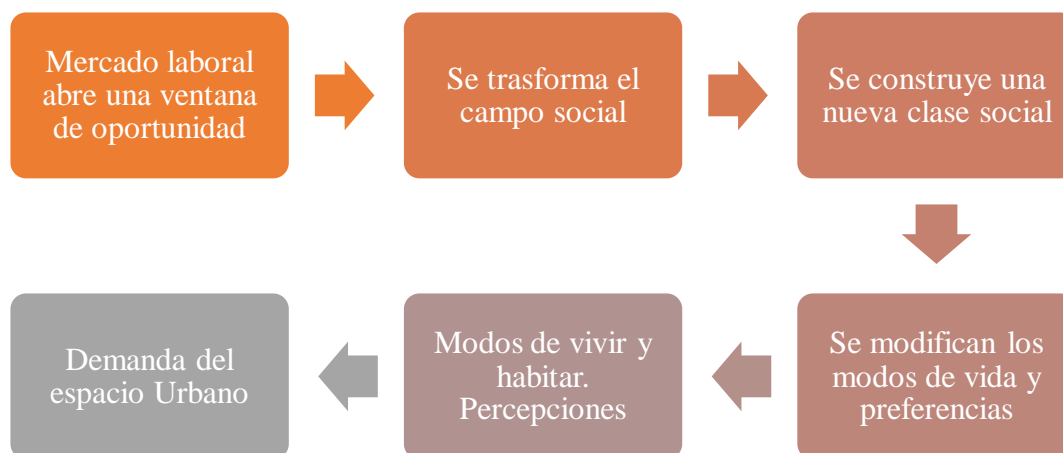 Mercado laboral
abre una ventana
de oportunidad
Se trasforma el
campo social
Se construye una
nueva clase social
Se modifican los
modos de vida y
preferencias
Modos de vivir y
habitar.
Percepciones
Demanda del
espacio Urbano